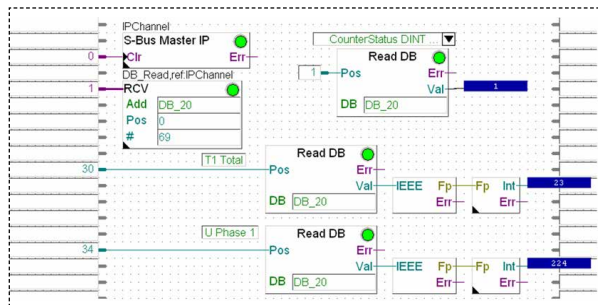 IPChannel
S-Bus Master IP
0 Clr Err
DB_Read,ref:IPChannel
1 RCV
Add DB_20
Pos 0
# 69
CounterStatus DINT ...
Read DB
1 Pos Err
Val 1
DB DB_20
T1 Total
Read DB
30 Pos Err
Val IEEE Fp Fp Int 23
Err Err
DB DB_20
U Phase 1
Read DB
34 Pos Err
Val IEEE Fp Fp Int 224
Err Err
DB DB_20